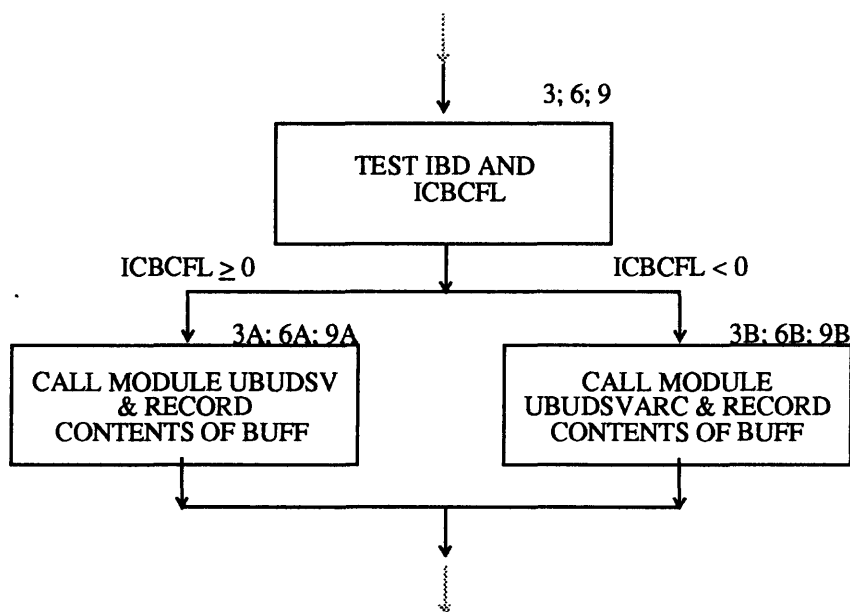 3; 6; 9
TEST IBD AND
ICBCFL
ICBCFL ≥ 0
ICBCFL < 0
3A; 6A; 9A
3B; 6B; 9B
CALL MODULE UBUDSV
& RECORD
CONTENTS OF BUFF
CALL MODULE
UBUDSVARC & RECORD
CONTENTS OF BUFF